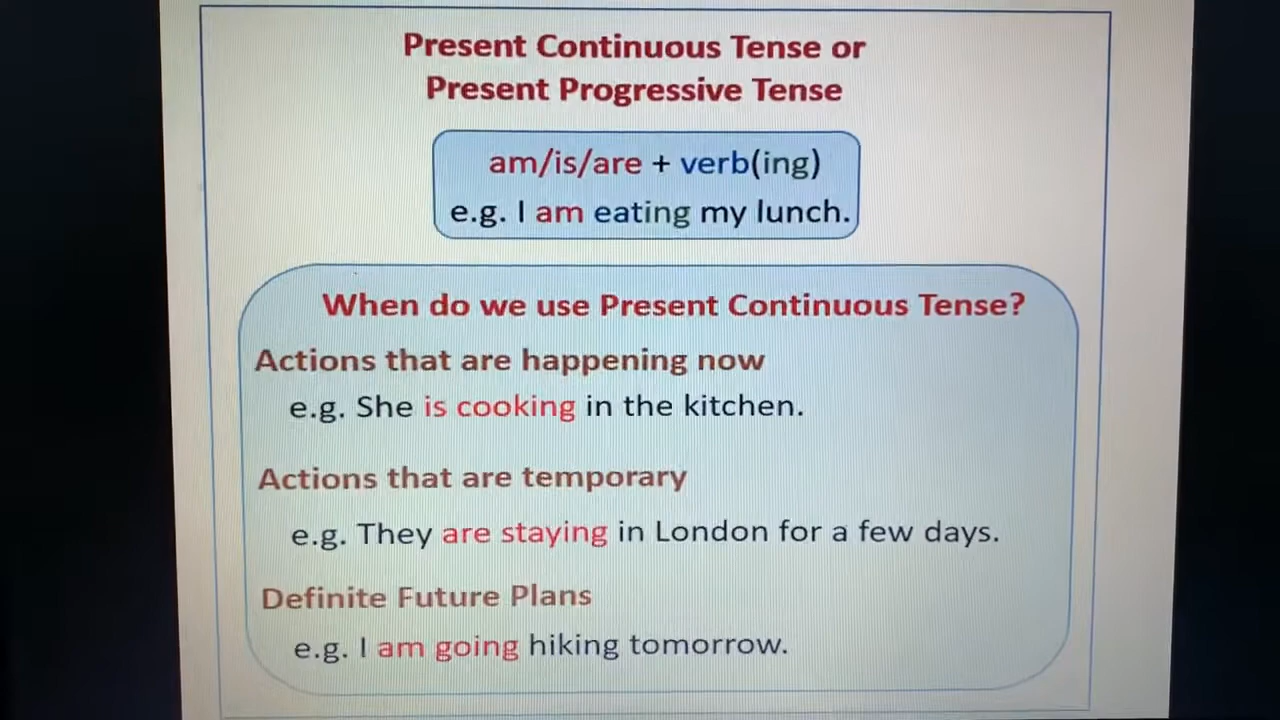 Present Continuous Tense or
Present Progressive Tense
am/is/are + verb(ing)
e.g. I am eating my lunch.
When do we use Present Continuous Tense?
Actions that are happening now
e.g. She is cooking in the kitchen.
Actions that are temporary
e.g. They are staying in London for a few days.
Definite Future Plans
e.g. I am going hiking tomorrow.